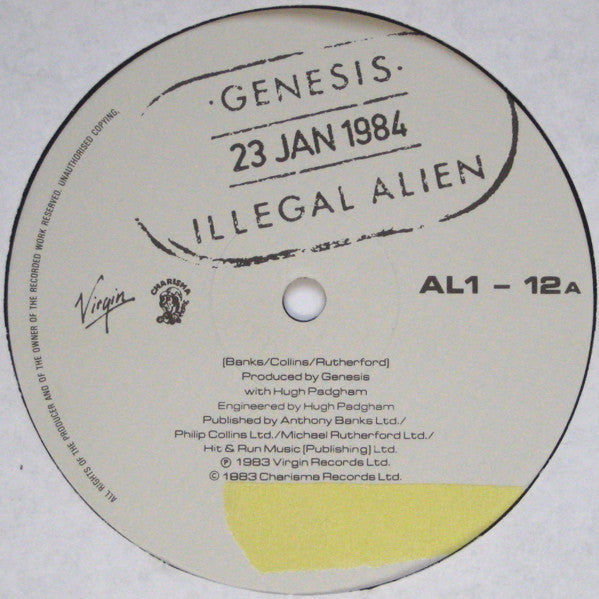 ·GENESIS·
23 JAN 1984
ILLEGAL ALIEN
Virgin
CHARISMA
AL1 - 12A
(Banks/Collins/Rutherford)
Produced by Genesis
with Hugh Padgham
Engineered by Hugh Padgham
Published by Anthony Banks Ltd./
Philip Collins Ltd./Michael Rutherford Ltd./
Hit & Run Music (Publishing) Ltd.
℗ 1983 Virgin Records Ltd.
© 1983 Charisma Records Ltd.
ALL RIGHTS OF THE PRODUCER AND OF THE OWNER OF THE RECORDED WORK RESERVED. UNAUTHORISED COPYING,